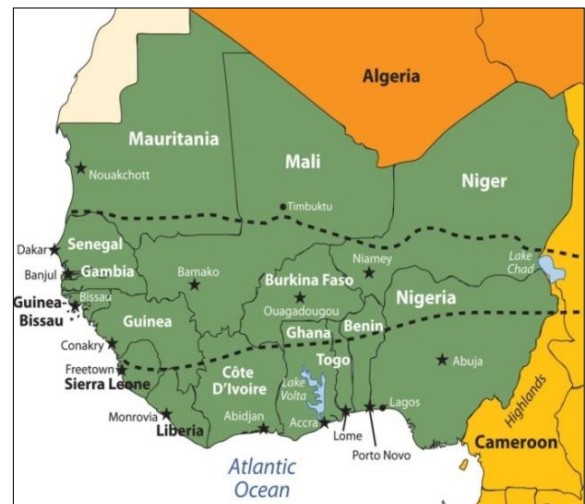 Algeria
Mauritania
Mali
Niger
Nouakchott
Timbuktu
Dakar
Senegal
Banjul
Gambia
Bamako
Burkina Faso
Niamey
Lake
Chad
Guinea-
Bissau
Bissau
Ouagadougou
Nigeria
Guinea
Ghana
Benin
Conakry
Togo
Abuja
Freetown
Sierra Leone
Côte
D'Ivoire
Lake
Volta
Highlands
Monrovia
Liberia
Abidjan
Accra
Lagos
Lome
Porto Novo
Cameroon
Atlantic
Ocean